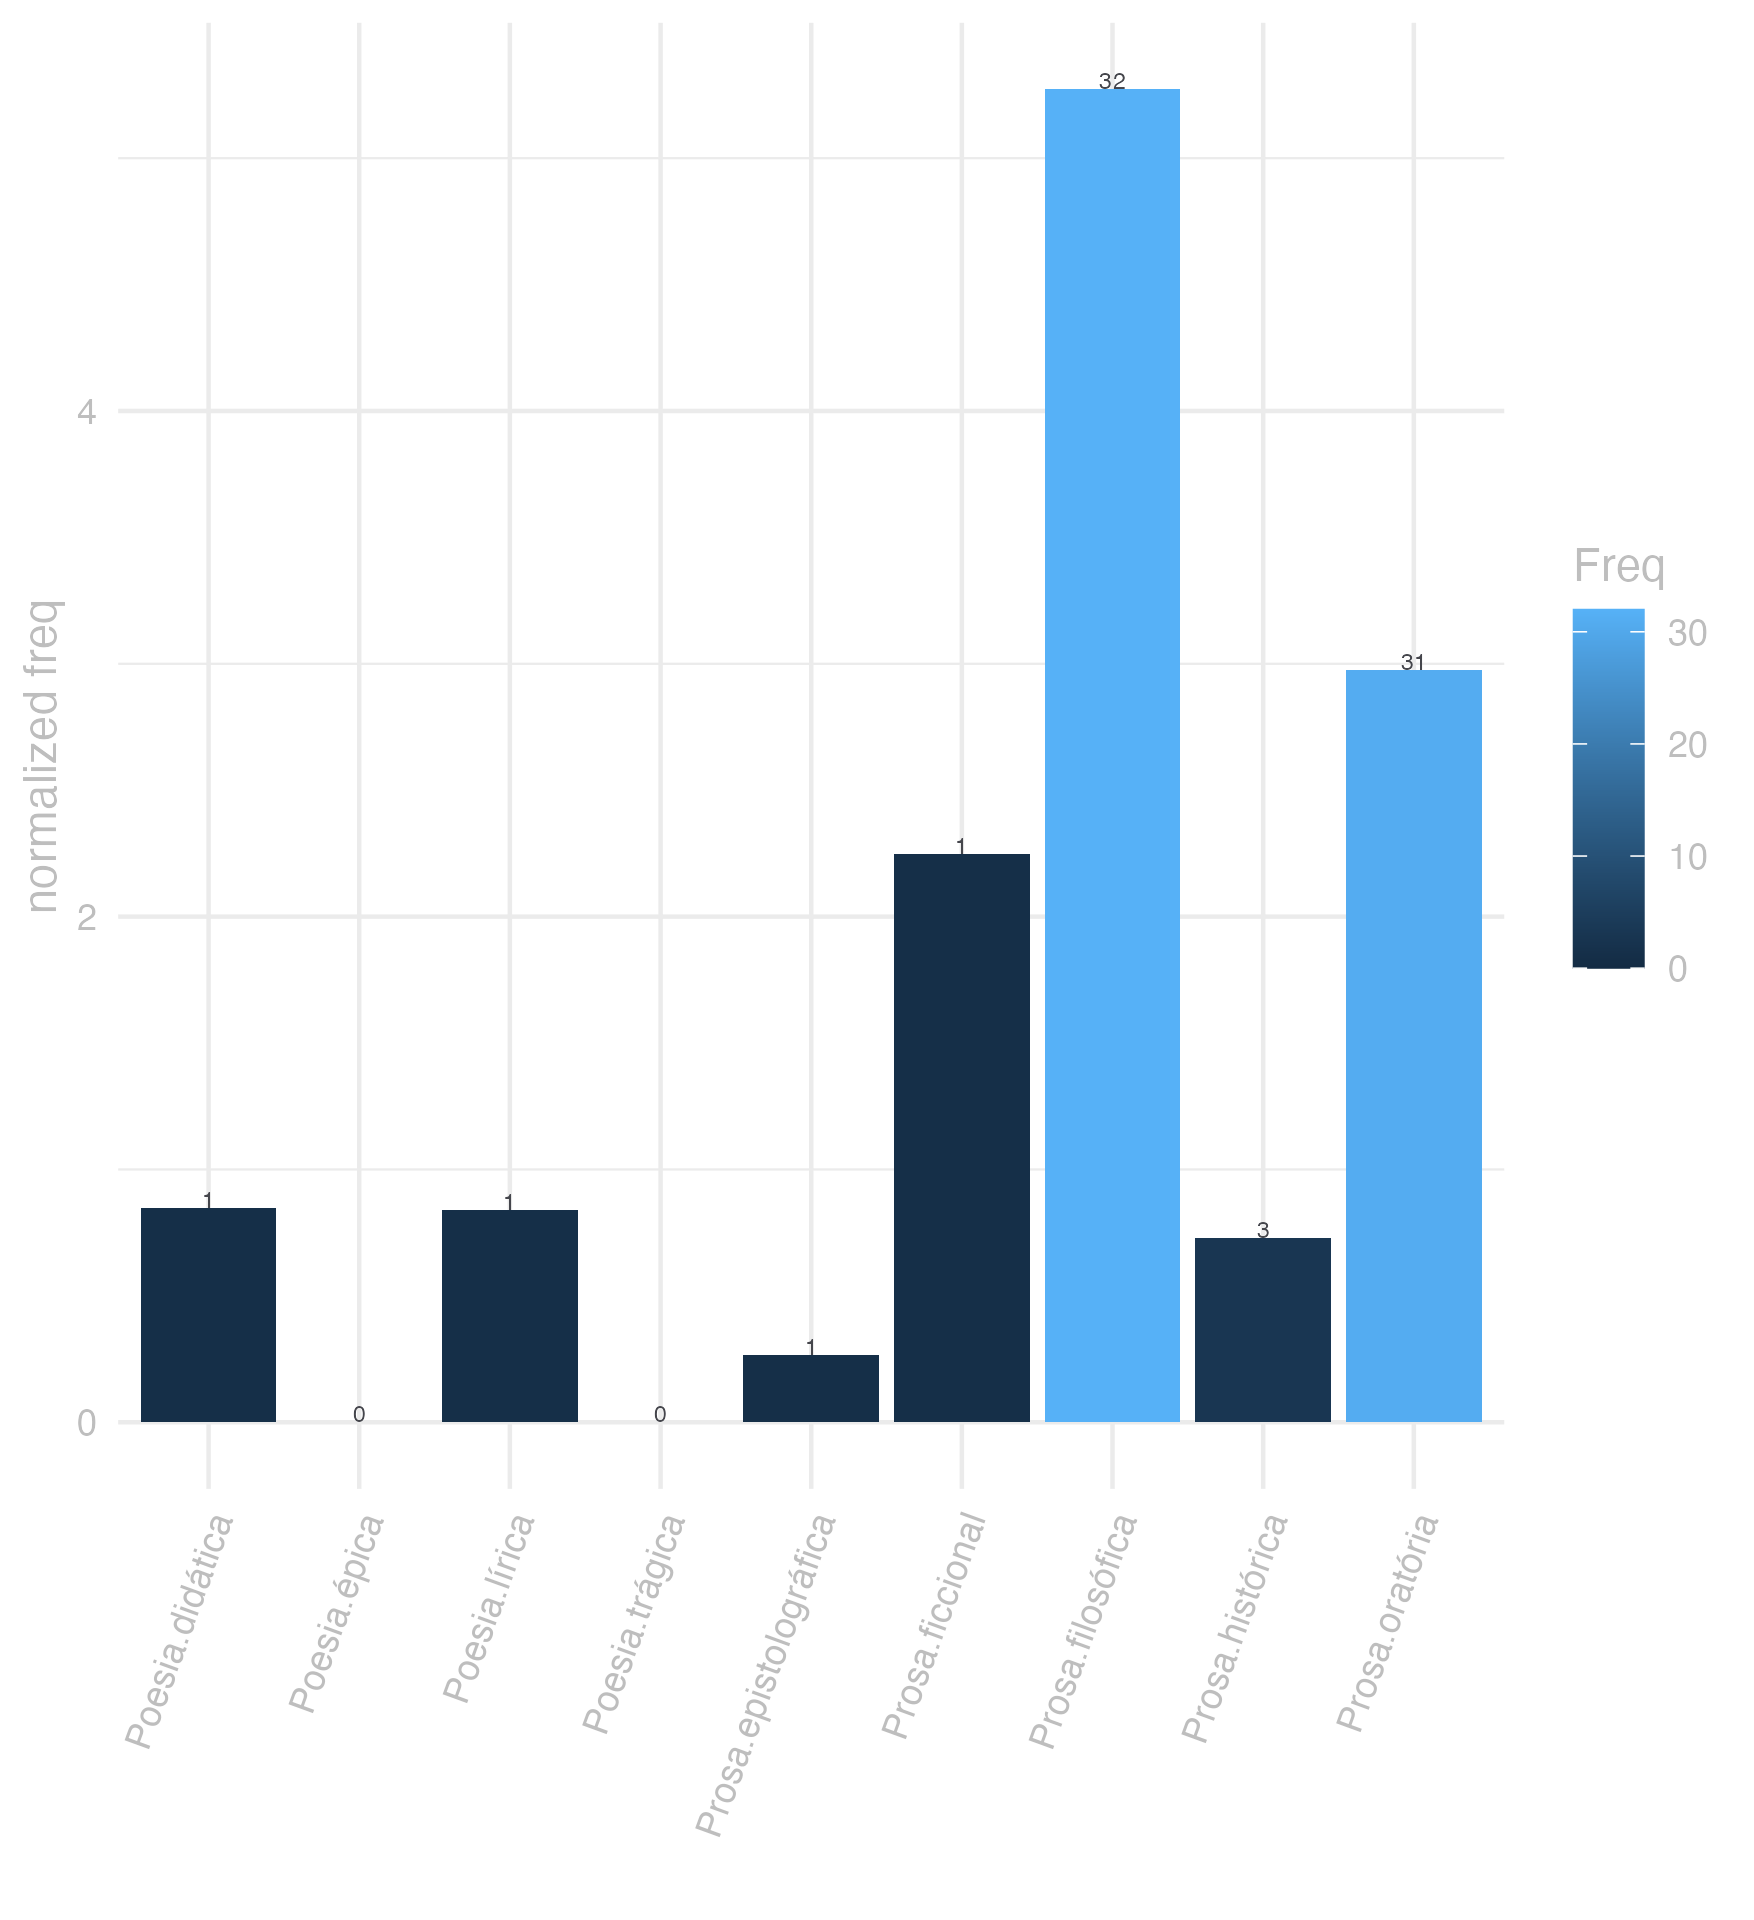 32
4
Freq
30
31
20
normalized freq
1
10
2
0
1
1
3
1
0
0
0
Poesia.didática
Poesia.épica
Poesia.lírica
Poesia.trágica
Prosa.epistolográfica
Prosa.ficcional
Prosa.filosófica
Prosa.histórica
Prosa.oratória